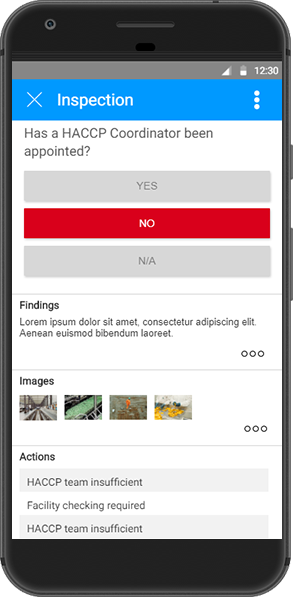 12:30
Inspection
Has a HACCP Coordinator been
appointed?
YES
NO
N/A
Findings
Lorem ipsum dolor sit amet, consectetur adipiscing elit.
Aenean euismod bibendum laoreet.
Images
Actions
HACCP team insufficient
Facility checking required
HACCP team insufficient